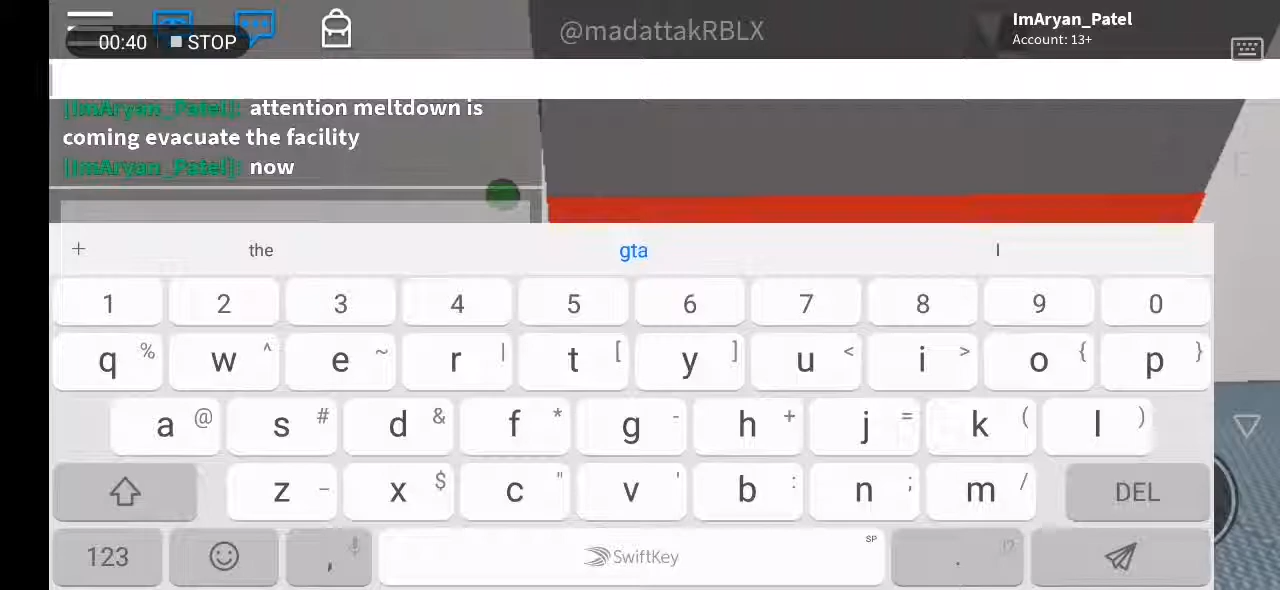 00:40 STOP
@madattakRBLX
ImAryan_Patel
Account: 13+
[ImAryan_Patel]: attention meltdown is
coming evacuate the facility
[ImAryan_Patel]: now
+ the gta I
1 2 3 4 5 6 7 8 9 0
q % w ^ e ~ r | t [ y ] u < i > o { p }
a @ s # d & f * g - h + j = k ( l )
z _ x $ c " v ' b : n ; m / DEL
123 , SwiftKey SP . !?